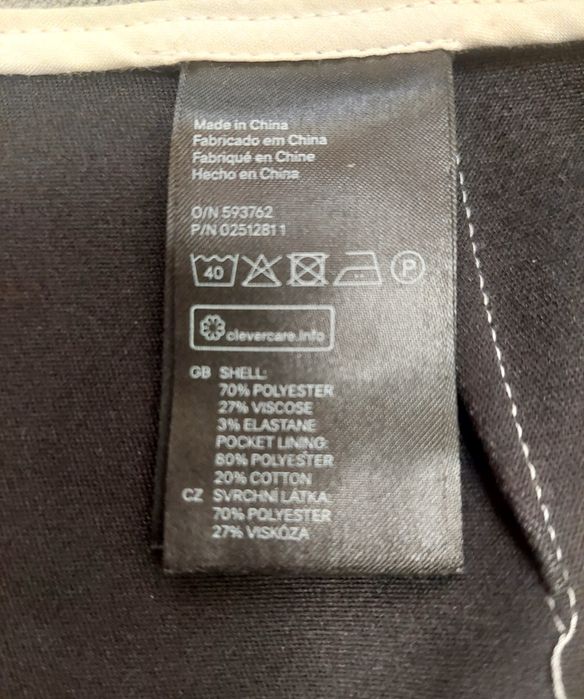 Made in China
Fabricado em China
Fabriqué en Chine
Hecho en China
O/N 593762
P/N 02512811
40 P
clevercare.info
GB SHELL:
70% POLYESTER
27% VISCOSE
3% ELASTANE
POCKET LINING:
80% POLYESTER
20% COTTON
CZ SVRCHNÍ LÁTKA:
70% POLYESTER
27% VISKÓZA